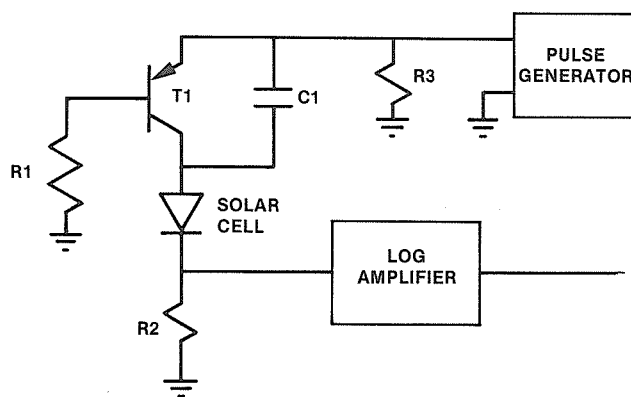 PULSE
GENERATOR
R3
C1
T1
R1
SOLAR
CELL
LOG
AMPLIFIER
R2